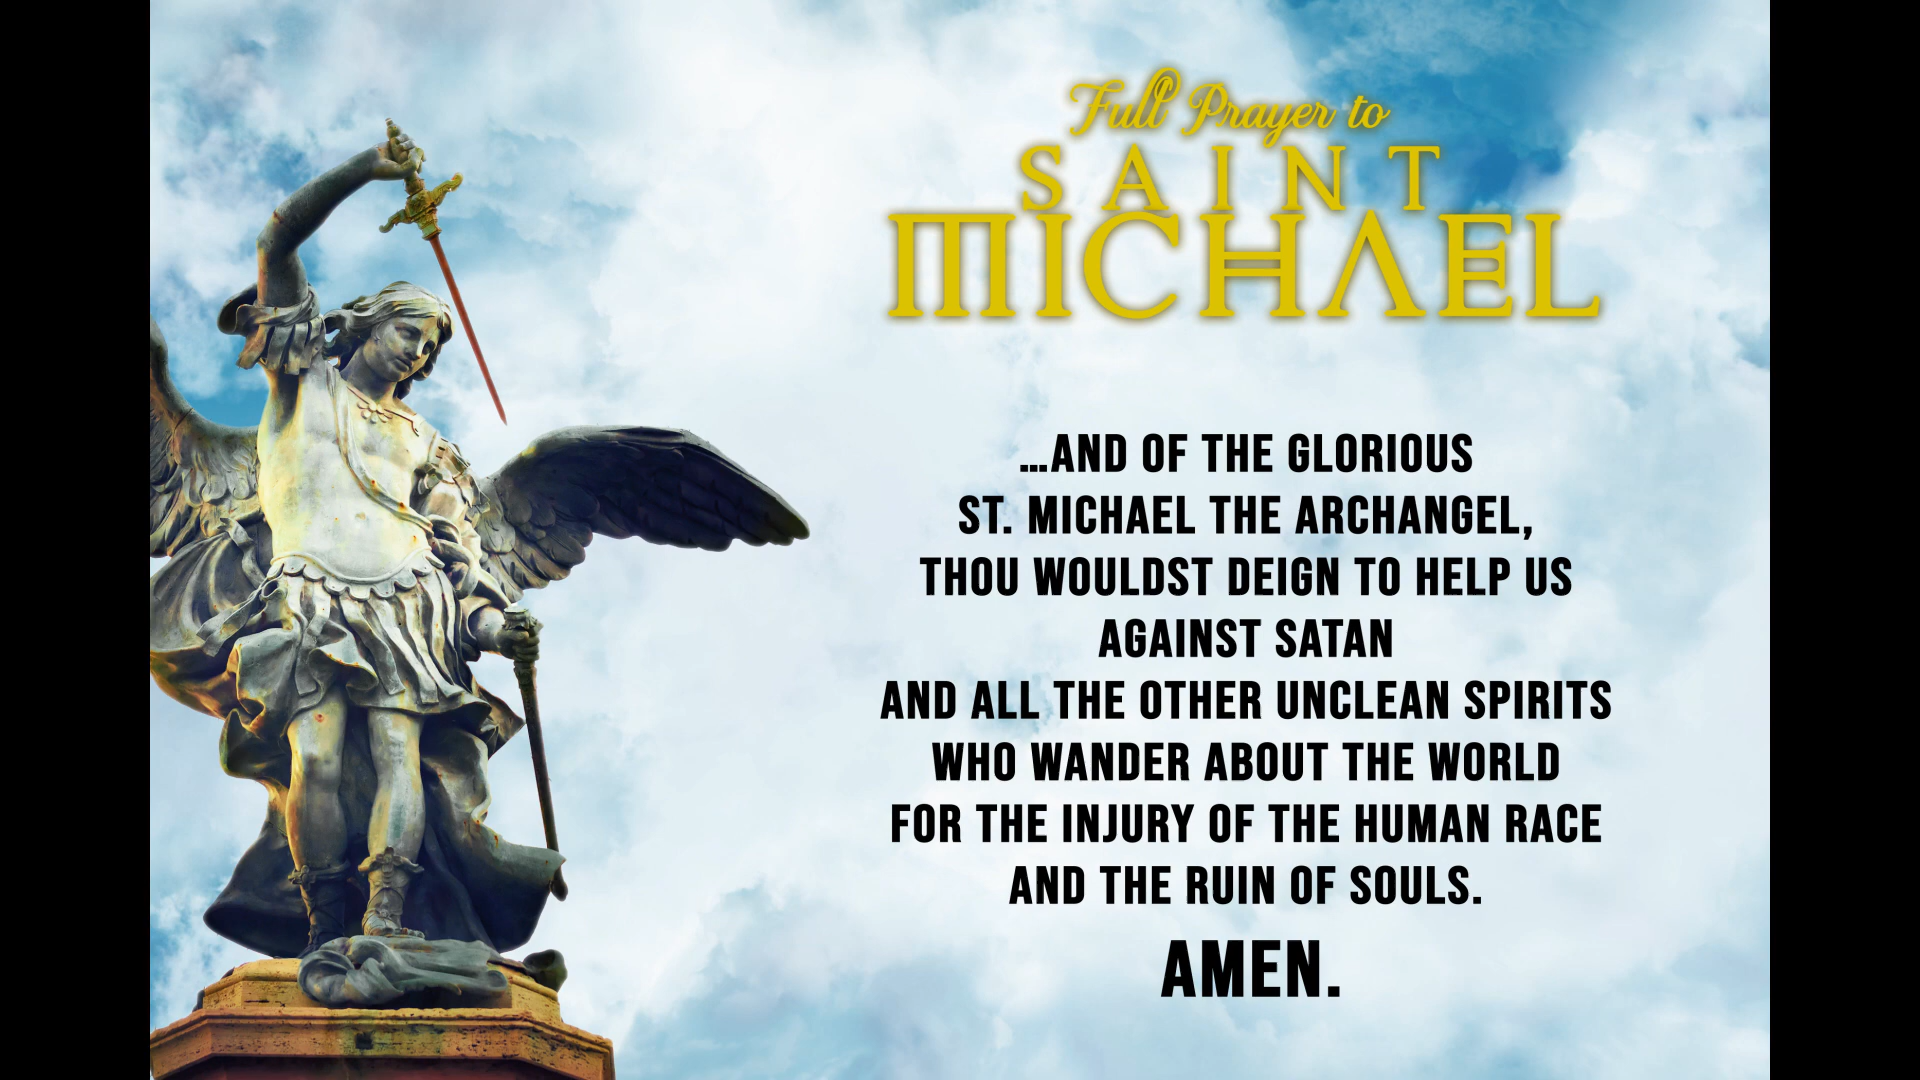 Full Prayer to
SAINT
MICHAEL
...AND OF THE GLORIOUS
ST. MICHAEL THE ARCHANGEL,
THOU WOULDST DEIGN TO HELP US
AGAINST SATAN
AND ALL THE OTHER UNCLEAN SPIRITS
WHO WANDER ABOUT THE WORLD
FOR THE INJURY OF THE HUMAN RACE
AND THE RUIN OF SOULS.
AMEN.